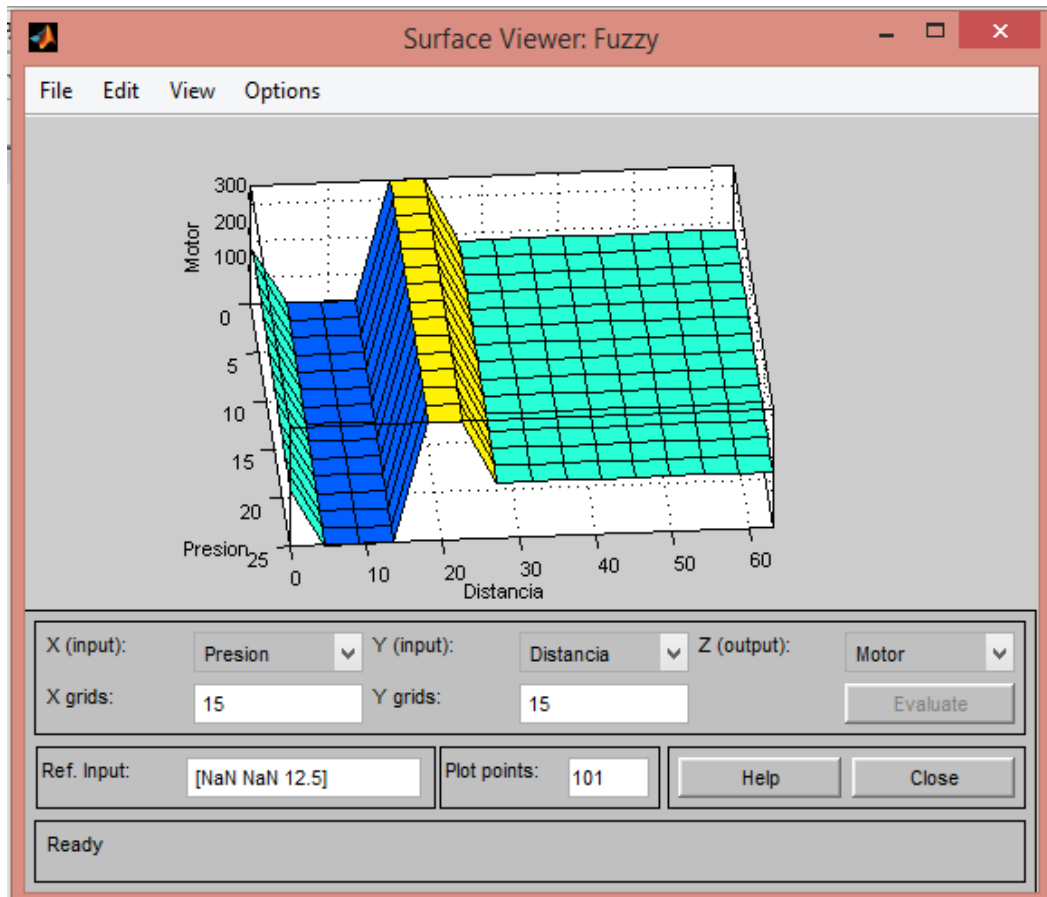 Surface Viewer: Fuzzy
File Edit View Options
300
200
100
Motor
0
5
10
15
20
25
Presion
0 10 20 30 40 50 60
Distancia
X (input): Presion Y (input): Distancia Z (output): Motor
X grids: 15 Y grids: 15 Evaluate
Ref. Input: [NaN NaN 12.5] Plot points: 101 Help Close
Ready